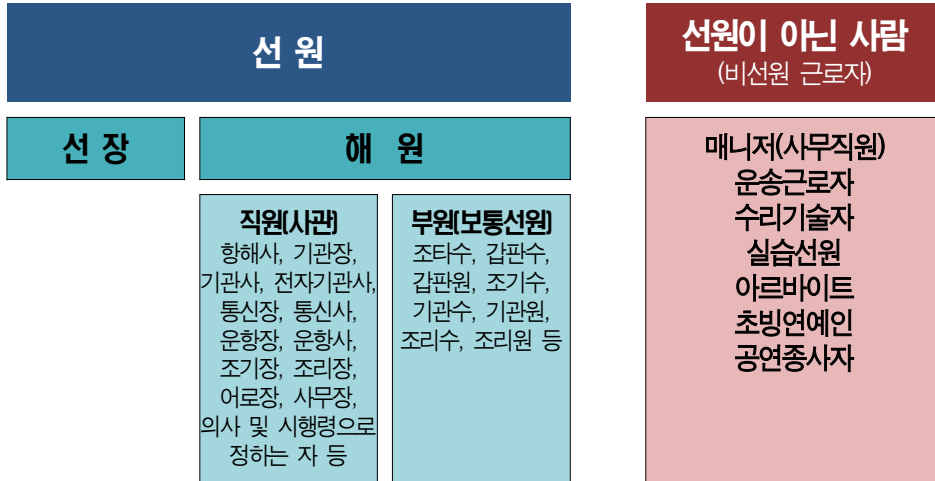 선 원
선 장
해 원
직원(사관)
항해사, 기관장,
기관사, 전자기관사,
통신장, 통신사,
운항장, 운항사,
조기장, 조리장,
어로장, 사무장,
의사 및 시행령으로
정하는 자 등
부원(보통선원)
조타수, 갑판수,
갑판원, 조기수,
기관수, 기관원,
조리수, 조리원 등
선원이 아닌 사람
(비선원 근로자)
매니저(사무직원)
운송근로자
수리기술자
실습선원
아르바이트
초빙연예인
공연종사자